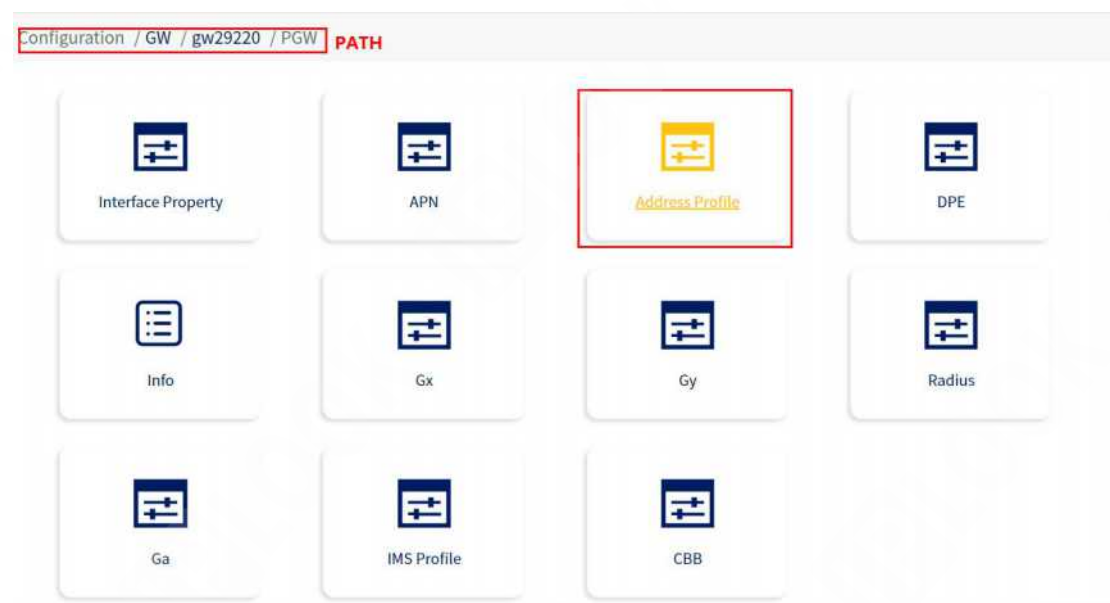 Configuration / GW / gw29220 / PGW PATH
Interface Property APN Address Profile DPE
Info Gx Gy Radius
Ga IMS Profile CBB